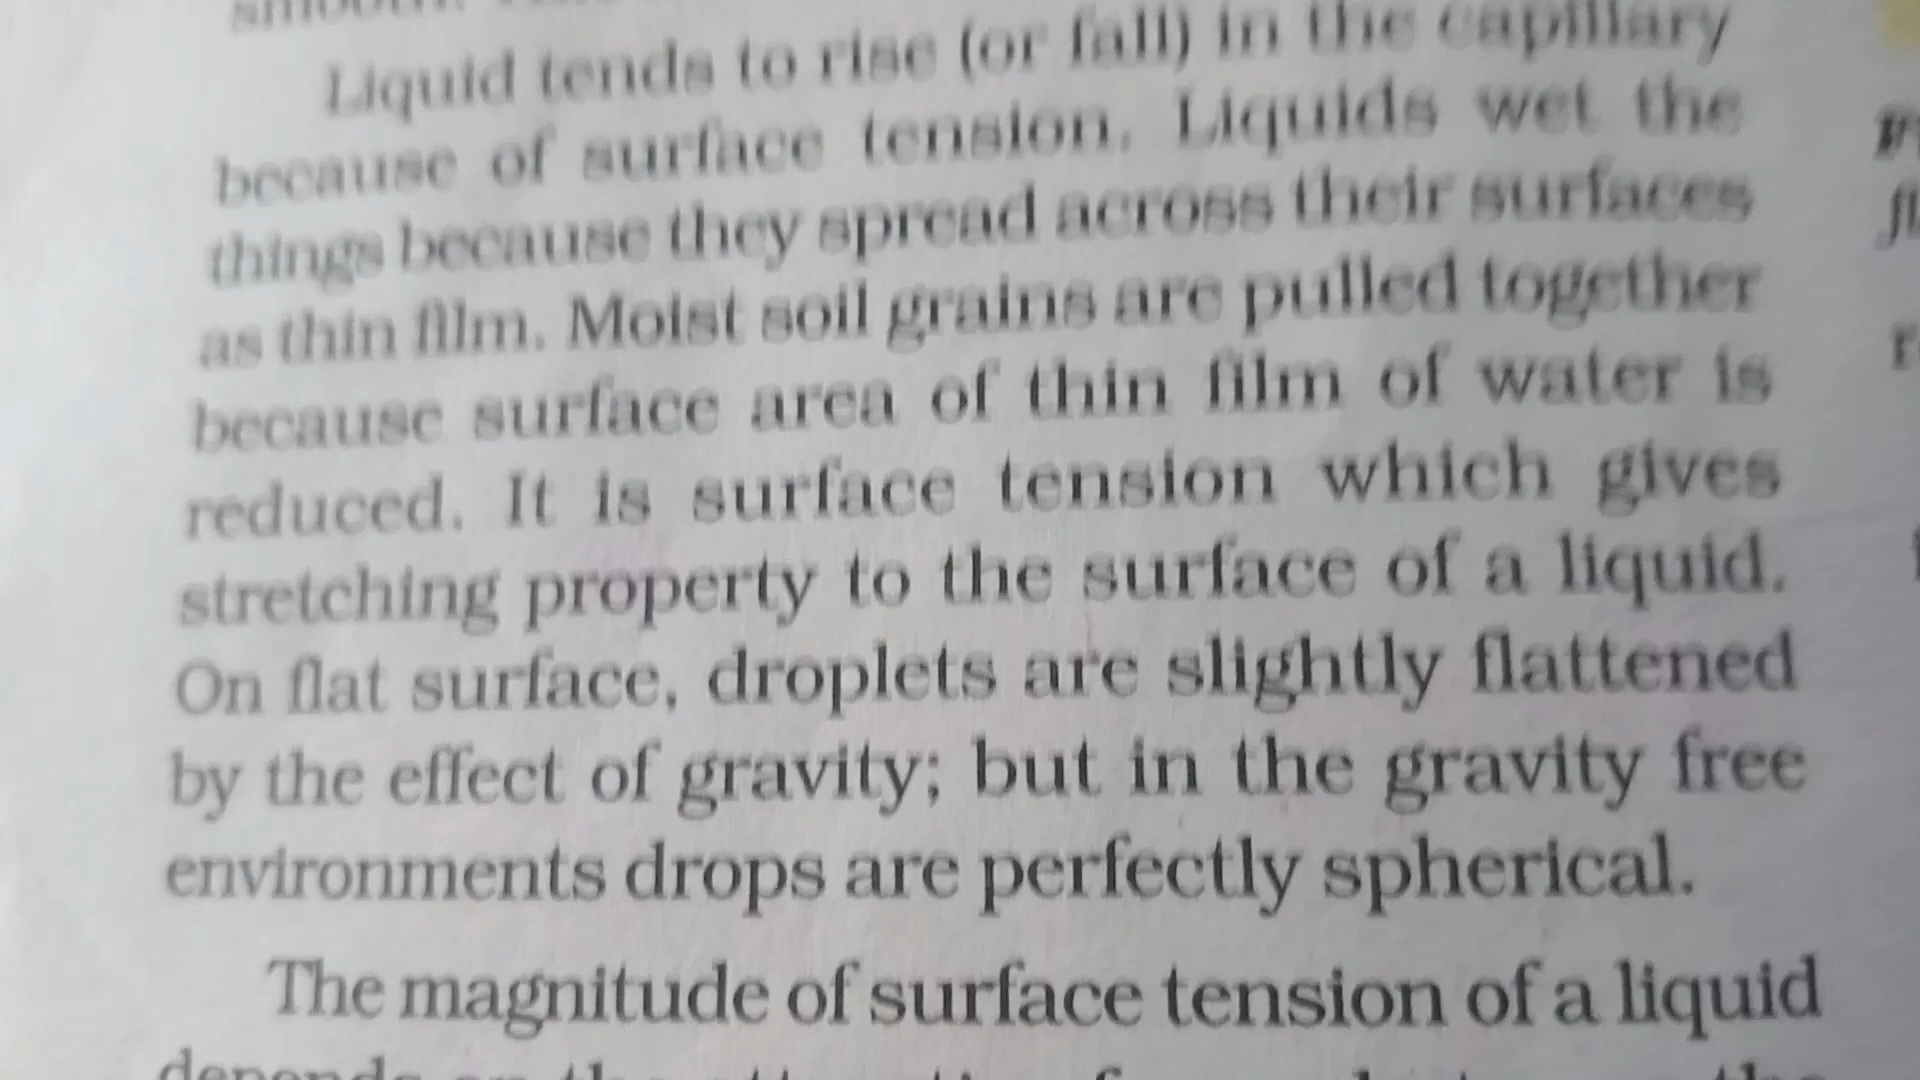 smooth.
Liquid tends to rise (or fall) in the capillary
because of surface tension. Liquids wet the
things because they spread across their surfaces
as thin film. Moist soil grains are pulled together
because surface area of thin film of water is
reduced. It is surface tension which gives
stretching property to the surface of a liquid.
On flat surface, droplets are slightly flattened
by the effect of gravity; but in the gravity free
environments drops are perfectly spherical.
The magnitude of surface tension of a liquid
depends on the